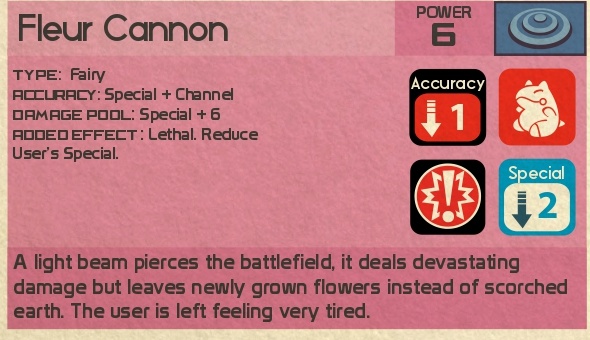 Fleur Cannon
POWER
6
TYPE: Fairy
ACCURACY: Special + Channel
DAMAGE POOL: Special + 6
ADDED EFFECT: Lethal. Reduce
User's Special.
Accuracy
1
Special
2
A light beam pierces the battlefield, it deals devastating
damage but leaves newly grown flowers instead of scorched
earth. The user is left feeling very tired.